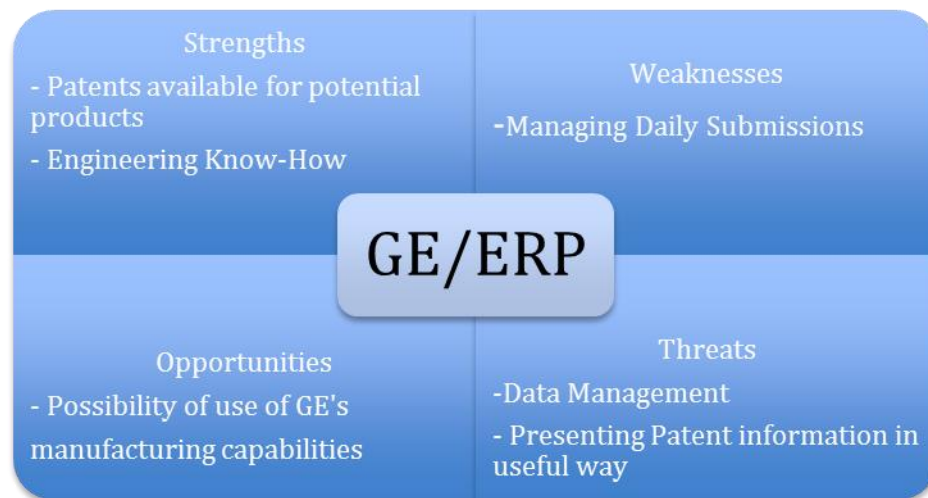 Strengths
- Patents available for potential
products
- Engineering Know-How
Weaknesses
-Managing Daily Submissions
GE/ERP
Opportunities
- Possibility of use of GE's
manufacturing capabilities
Threats
-Data Management
- Presenting Patent information in
useful way